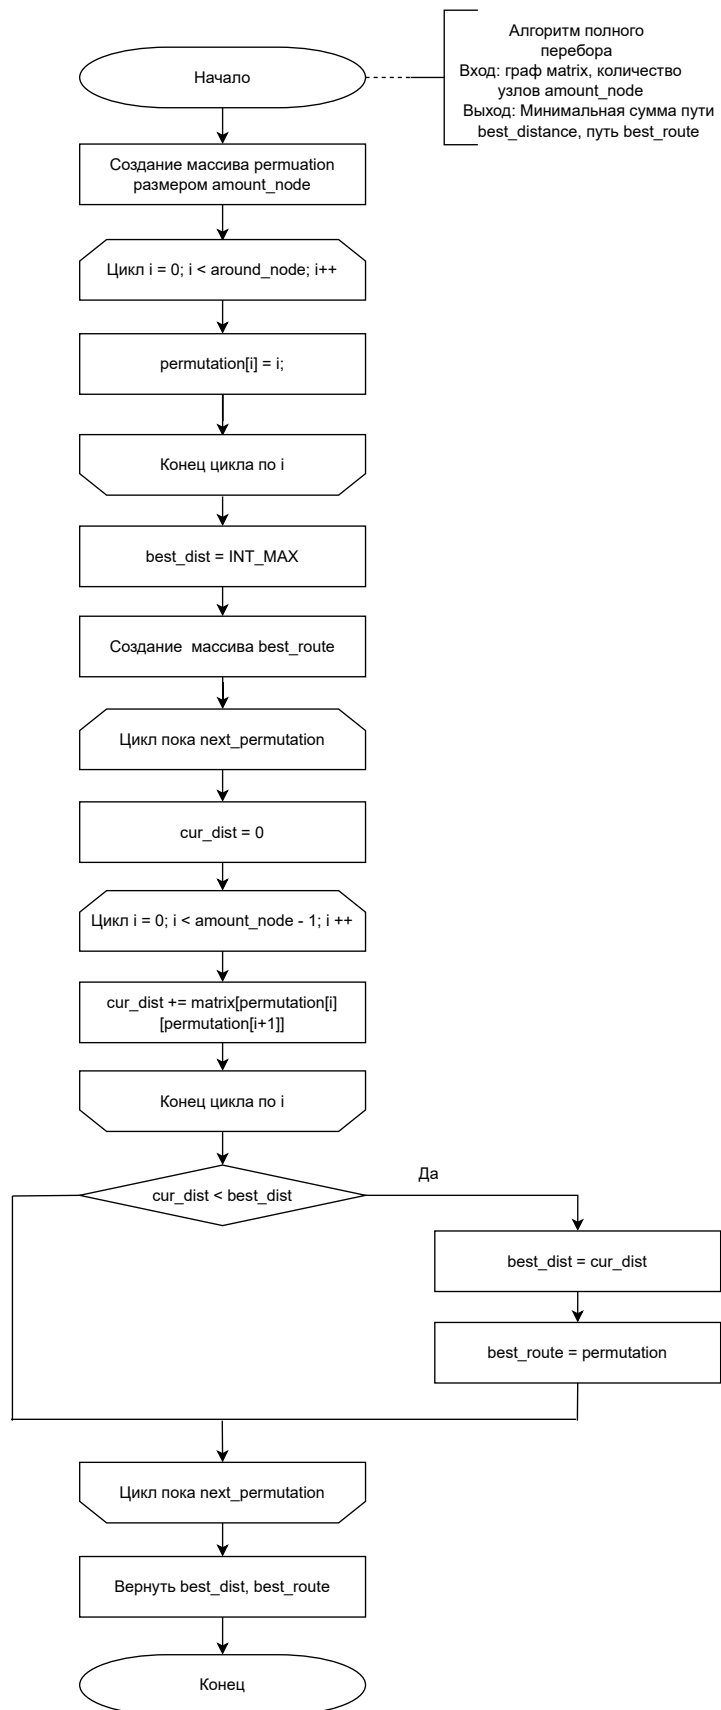 Алгоритм полного
перебора
Вход: граф matrix, количество
узлов amount_node
Выход: Минимальная сумма пути
best_distance, путь best_route
Начало
Создание массива permuation
размером amount_node
Цикл i = 0; i < around_node; i++
permutation[i] = i;
Конец цикла по i
best_dist = INT_MAX
Создание массива best_route
Цикл пока next_permutation
cur_dist = 0
Цикл i = 0; i < amount_node - 1; i ++
cur_dist += matrix[permutation[i]
[permutation[i+1]]
Конец цикла по i
cur_dist < best_dist
Да
best_dist = cur_dist
best_route = permutation
Цикл пока next_permutation
Вернуть best_dist, best_route
Конец